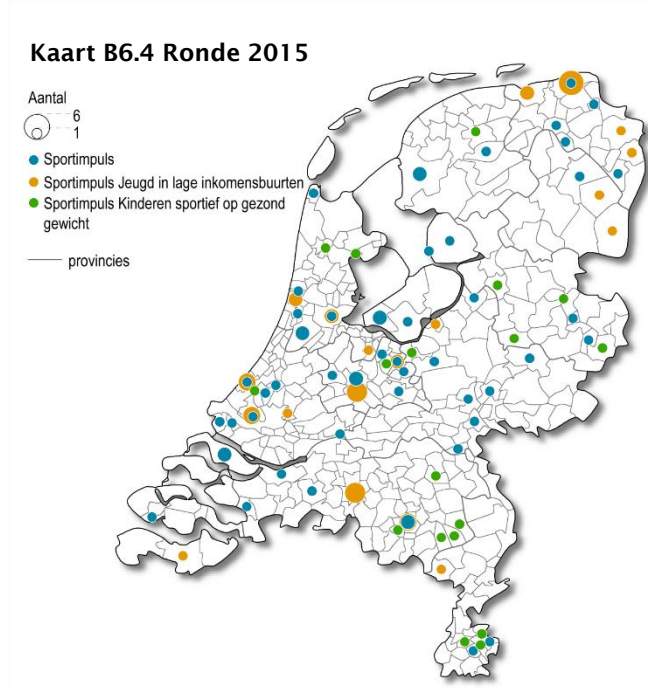 Kaart B6.4 Ronde 2015
Aantal
6
1
Sportimpuls
Sportimpuls Jeugd in lage inkomensbuurten
Sportimpuls Kinderen sportief op gezond
gewicht
provincies